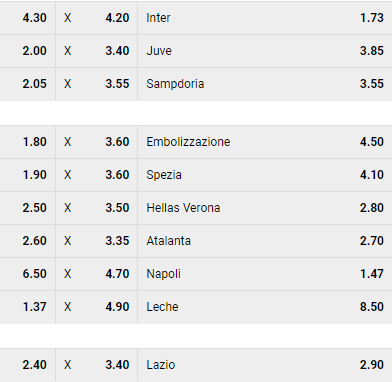 4.30 X 4.20 Inter 1.73
2.00 X 3.40 Juve 3.85
2.05 X 3.55 Sampdoria 3.55
1.80 X 3.60 Embolizzazione 4.50
1.90 X 3.60 Spezia 4.10
2.50 X 3.50 Hellas Verona 2.80
2.60 X 3.35 Atalanta 2.70
6.50 X 4.70 Napoli 1.47
1.37 X 4.90 Leche 8.50
2.40 X 3.40 Lazio 2.90